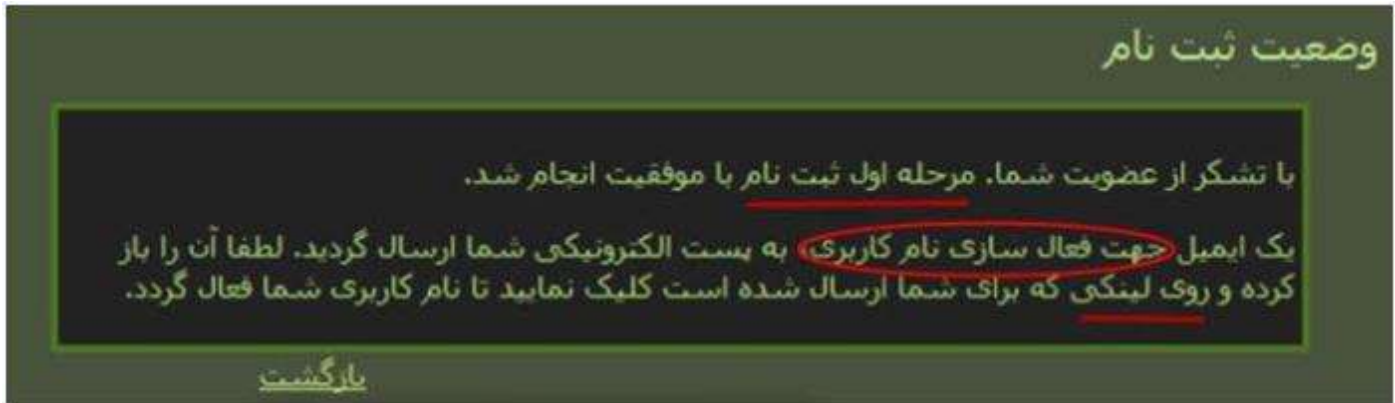 وضعیت ثبت نام
با تشکر از عضویت شما. مرحله اول ثبت نام با موفقیت انجام شد.
یک ایمیل جهت فعال سازی نام کاربری، به پست الکترونیکی شما ارسال گردید. لطفا آن را باز
کرده و روی لینکی که برای شما ارسال شده است کلیک نمایید تا نام کاربری شما فعال گردد.
بازگشت